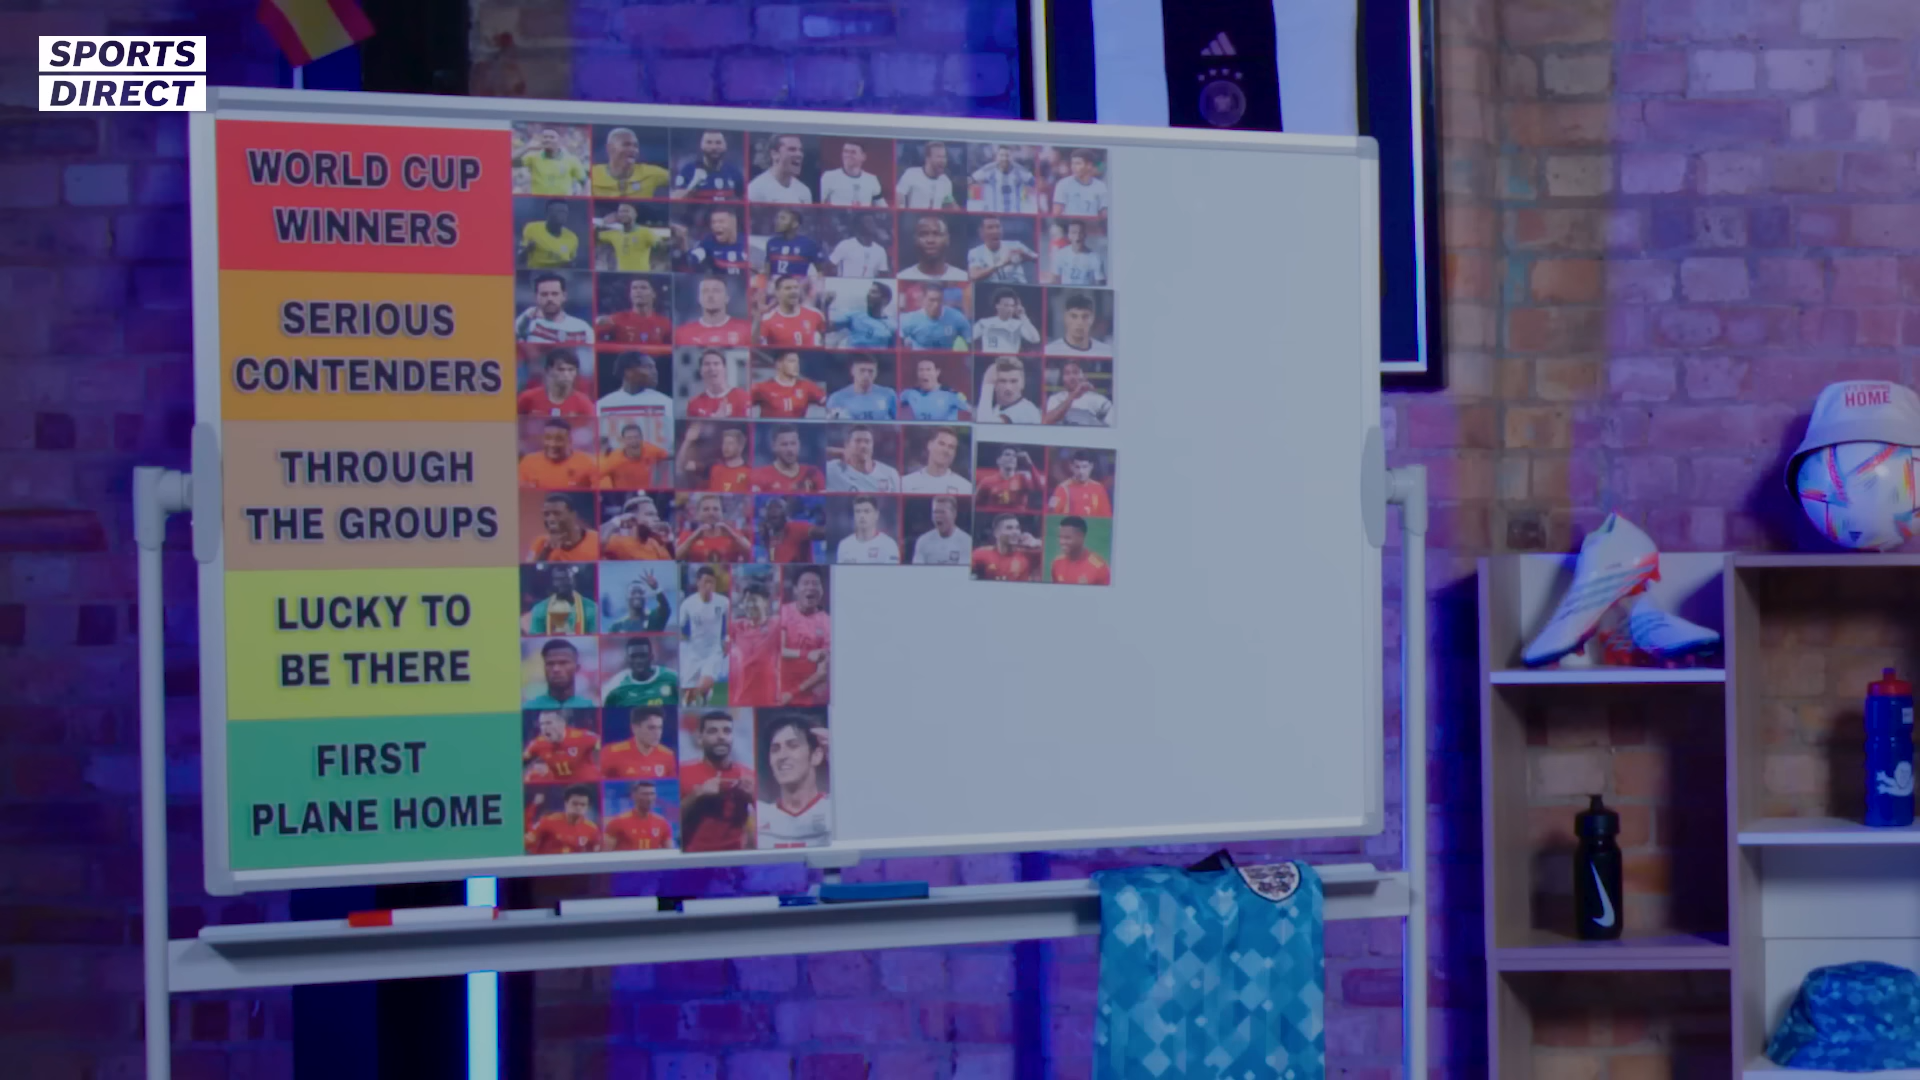 SPORTS
DIRECT
WORLD CUP
WINNERS
SERIOUS
CONTENDERS
THROUGH
THE GROUPS
LUCKY TO
BE THERE
FIRST
PLANE HOME
HOME